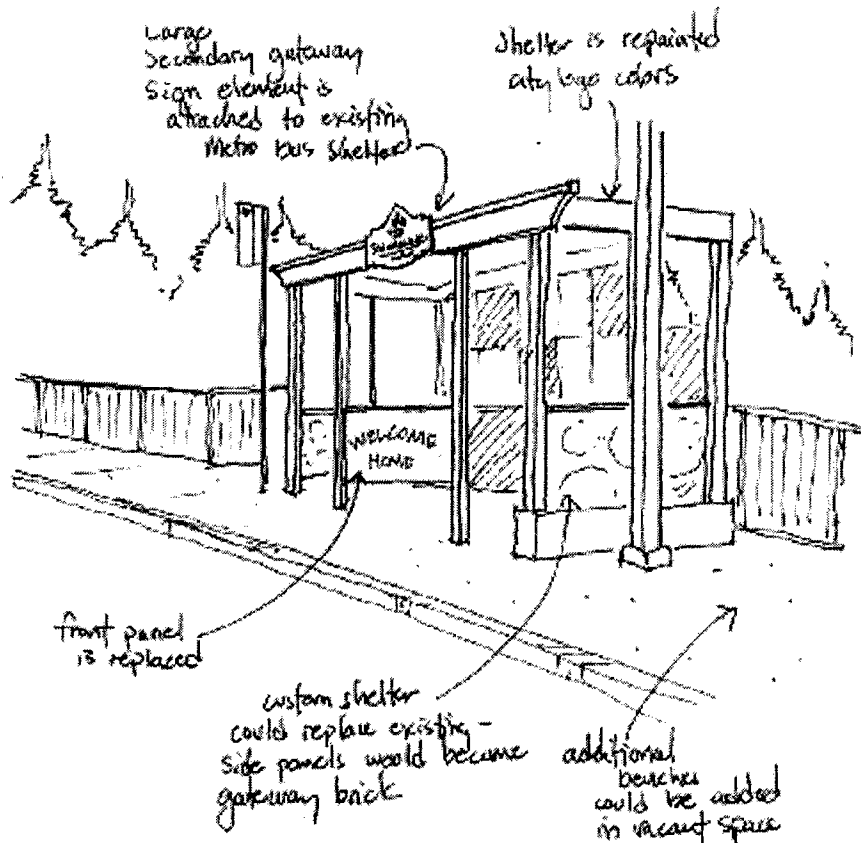 Large
Secondary gateway
Sign element is
attached to existing
Metro bus shelter
Shelter is repainted
city logo colors
WELCOME
HOME
front panel
is replaced
custom shelter
could replace existing -
side panels would become
gateway brick
additional
benches
could be added
in vacant space